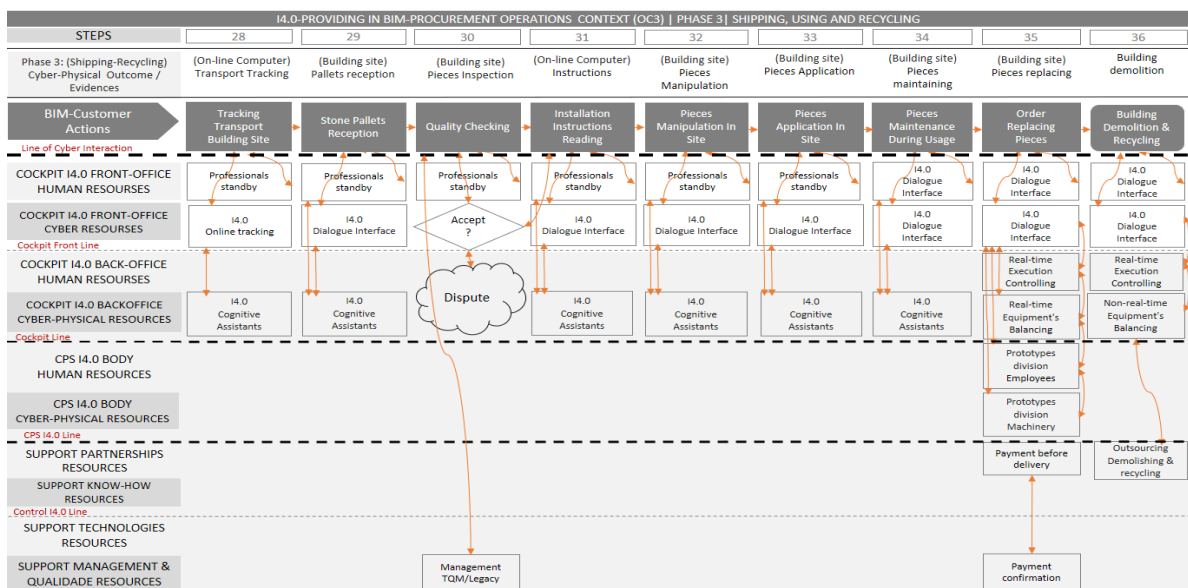 I4.0-PROVIDING IN BIM-PROCUREMENT OPERATIONS CONTEXT (OC3) | PHASE 3| SHIPPING, USING AND RECYCLING
STEPS 28 29 30 31 32 33 34 35 36
Phase 3: (Shipping-Recycling)
Cyber-Physical Outcome /
Evidences
(On-line Computer)
Transport Tracking
(Building site)
Pallets reception
(Building site)
Pieces Inspection
(On-line Computer)
Instructions
(Building site)
Pieces
Manipulation
(Building site)
Pieces Application
(Building site)
Pieces
maintaining
(Building site)
Pieces replacing
Building
demolition
BIM-Customer
Actions
Line of Cyber Interaction
Tracking
Transport
Building Site
Stone Pallets
Reception
Quality Checking
Installation
Instructions
Reading
Pieces
Manipulation In
Site
Pieces
Application In
Site
Pieces
Maintenance
During Usage
Order
Replacing
Pieces
Building
Demolition &
Recycling
COCKPIT I4.0 FRONT-OFFICE
HUMAN RESOURSES
Professionals
standby
Professionals
standby
Professionals
standby
Professionals
standby
Professionals
standby
Professionals
standby
I4.0
Dialogue
Interface
I4.0
Dialogue
Interface
I4.0
Dialogue
Interface
COCKPIT I4.0 FRONT-OFFICE
CYBER RESOURSES
Cockpit Front Line
I4.0
Online tracking
I4.0
Dialogue Interface
Accept
?
I4.0
Dialogue Interface
I4.0
Dialogue Interface
I4.0
Dialogue Interface
I4.0
Dialogue
Interface
I4.0
Dialogue
Interface
I4.0
Dialogue
Interface
COCKPIT I4.0 BACK-OFFICE
HUMAN RESOURSES
Dispute
Real-time
Execution
Controlling
Real-time
Execution
Controlling
COCKPIT I4.0 BACKOFFICE
CYBER-PHYSICAL RESOURCES
Cockpit Line
I4.0
Cognitive
Assistants
I4.0
Cognitive
Assistants
I4.0
Cognitive
Assistants
I4.0
Cognitive
Assistants
I4.0
Cognitive
Assistants
I4.0
Cognitive
Assistants
Real-time
Equipment's
Balancing
Non-real-time
Equipment's
Balancing
CPS I4.0 BODY
HUMAN RESOURCES
Prototypes
division
Employees
CPS I4.0 BODY
CYBER-PHYSICAL RESOURCES
CPS I4.0 Line
Prototypes
division
Machinery
SUPPORT PARTNERSHIPS
RESOURCES
Payment before
delivery
Outsourcing
Demolishing &
recycling
SUPPORT KNOW-HOW
RESOURCES
Control I4.0 Line
SUPPORT TECHNOLOGIES
RESOURCES
SUPPORT MANAGEMENT &
QUALIDADE RESOURCES
Management
TQM/Legacy
Payment
confirmation